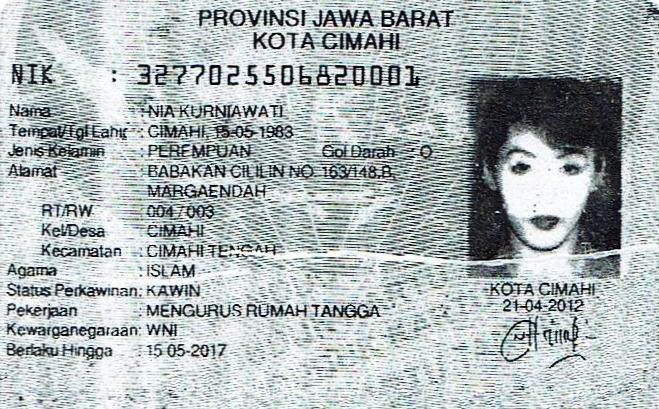 PROVINSI JAWA BARAT
KOTA CIMAHI
NIK : 3277025506820001
Nama : NIA KURNIAWATI
Tempat/Tgl Lahir : CIMAHI, 15-05-1983
Jenis Kelamin : PEREMPUAN Gol Darah : O
Alamat : BABAKAN CILILIN NO. 163/148.B,
MARGAENDAH
RT/RW : 004 / 003
Kel/Desa : CIMAHI
Kecamatan : CIMAHI TENGAH
Agama : ISLAM
Status Perkawinan: KAWIN
Pekerjaan : MENGURUS RUMAH TANGGA
Kewarganegaraan: WNI
Berlaku Hingga : 15 05-2017
KOTA CIMAHI
21-04-2012